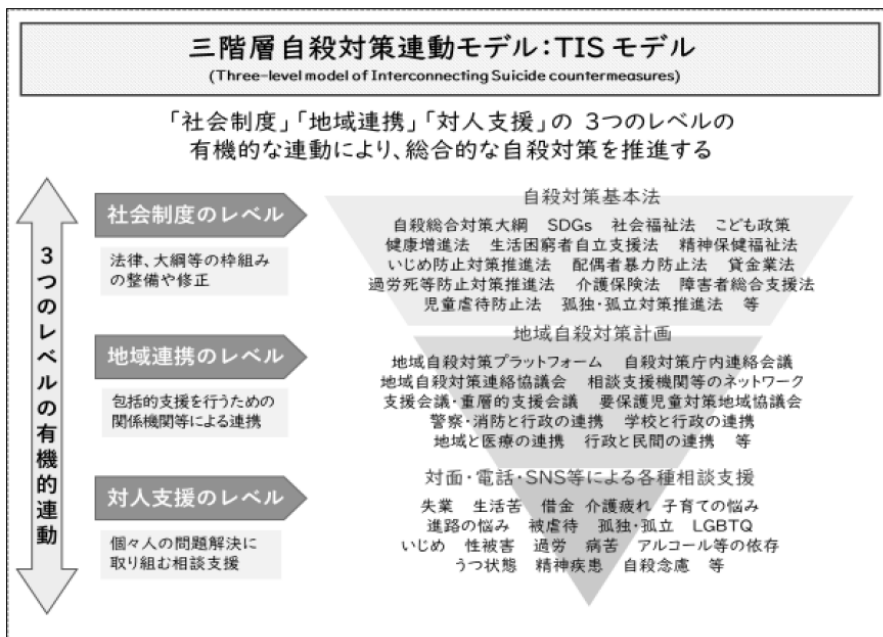 三階層自殺対策連動モデル：TISモデル
(Three-level model of Interconnecting Suicide countermeasures)
「社会制度」「地域連携」「対人支援」の 3つのレベルの
有機的な連動により、総合的な自殺対策を推進する
3つのレベルの有機的連動
社会制度のレベル
法律、大綱等の枠組み
の整備や修正
自殺対策基本法
自殺総合対策大綱 SDGs 社会福祉法 こども政策
健康増進法 生活困窮者自立支援法 精神保健福祉法
いじめ防止対策推進法 配偶者暴力防止法 貸金業法
過労死等防止対策推進法 介護保険法 障害者総合支援法
児童虐待防止法 孤独・孤立対策推進法 等
地域連携のレベル
包括的支援を行うための
関係機関等による連携
地域自殺対策計画
地域自殺対策プラットフォーム 自殺対策庁内連絡会議
地域自殺対策連絡協議会 相談支援機関等のネットワーク
支援会議・重層的支援会議 要保護児童対策地域協議会
警察・消防と行政の連携 学校と行政の連携
地域と医療の連携 行政と民間の連携 等
対人支援のレベル
個々人の問題解決に
取り組む相談支援
対面・電話・SNS等による各種相談支援
失業 生活苦 借金 介護疲れ 子育ての悩み
進路の悩み 被虐待 孤独・孤立 LGBTQ
いじめ 性被害 過労 病苦 アルコール等の依存
うつ状態 精神疾患 自殺念慮 等